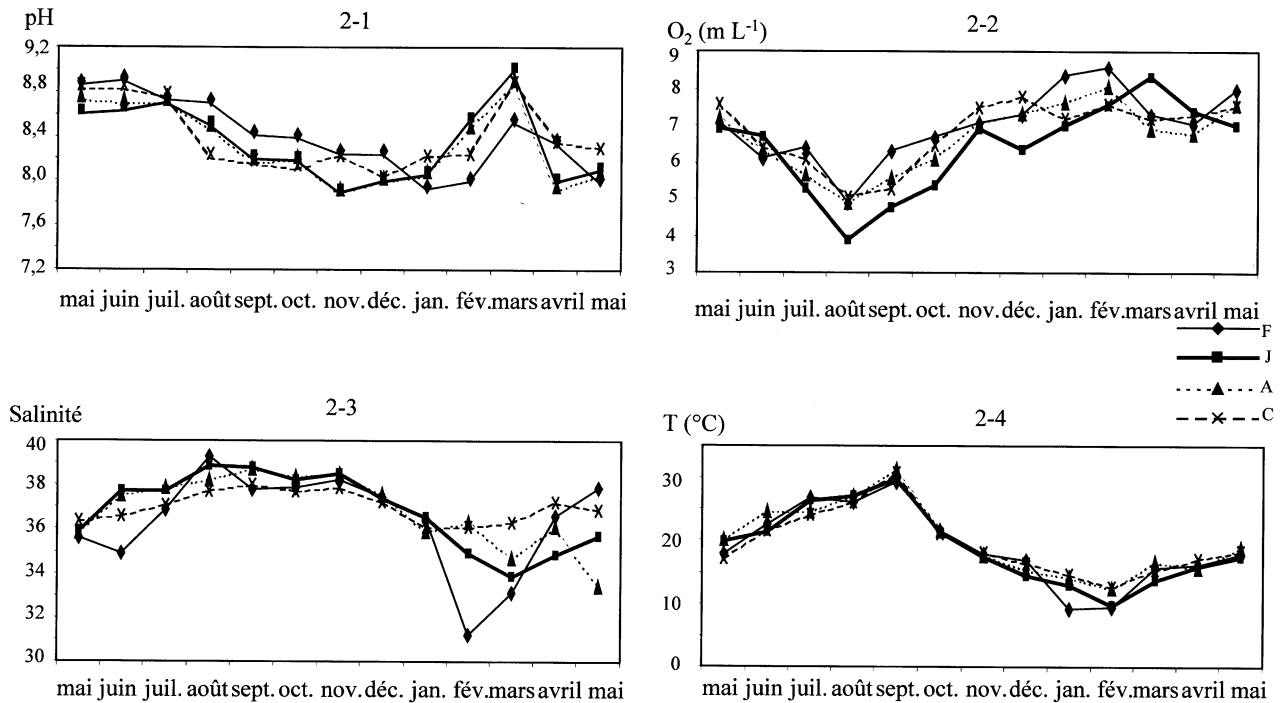 pH
2-1
9,2
8,8
8,4
8,0
7,6
7,2
mai juin juil. août sept. oct. nov. déc. jan. fév. mars avril mai
O2 (m L-1)
2-2
9
8
7
6
5
4
3
mai juin juil. août sept. oct. nov. déc. jan. fév. mars avril mai
F
J
A
C
Salinité
2-3
40
38
36
34
32
30
mai juin juil. août sept. oct. nov. déc. jan. fév. mars avril mai
T (°C)
2-4
30
20
10
0
mai juin juil. août sept. oct. nov. déc. jan. fév. mars avril mai